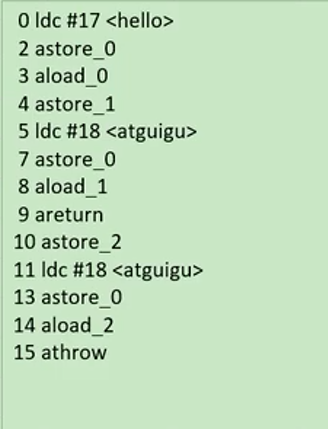 0 ldc #17 <hello>
2 astore_0
3 aload_0
4 astore_1
5 ldc #18 <atguigu>
7 astore_0
8 aload_1
9 areturn
10 astore_2
11 ldc #18 <atguigu>
13 astore_0
14 aload_2
15 athrow